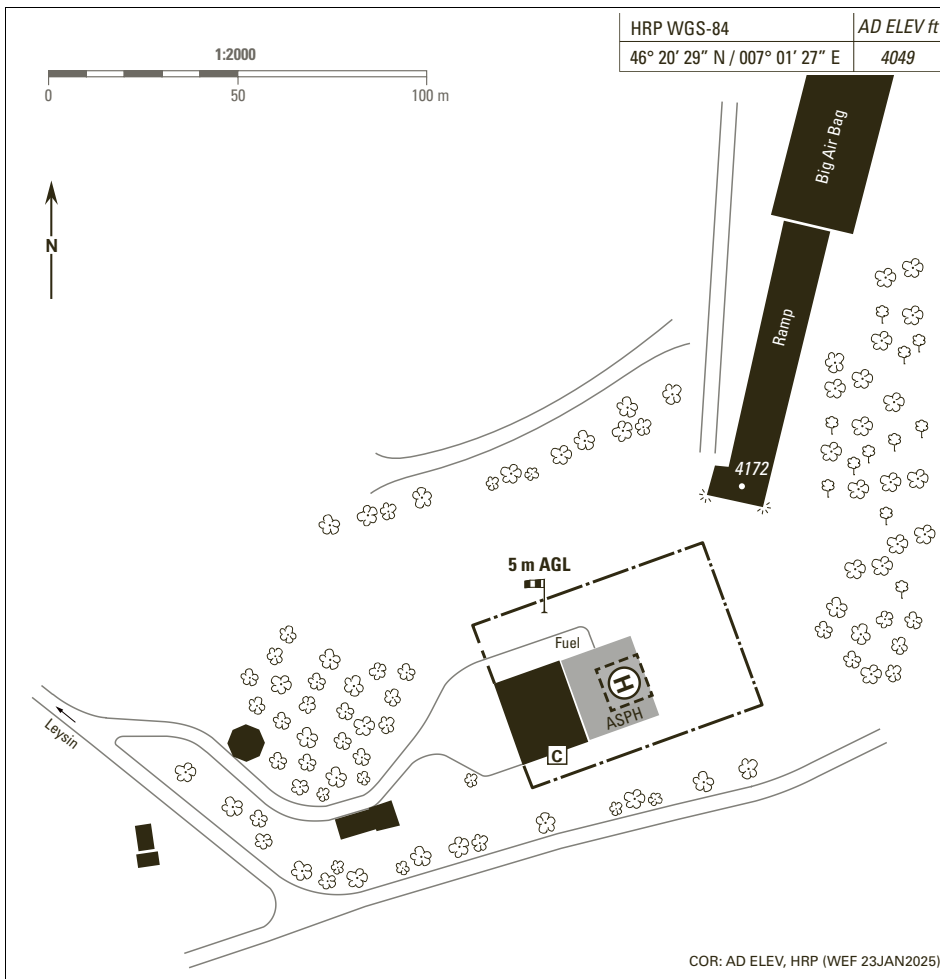 HRP WGS-84
AD ELEV ft
46° 20’ 29” N / 007° 01’ 27” E
4049
1:2000
0
50
100 m
Big Air Bag
N
Ramp
4172
5 m AGL
Fuel
H
ASPH
Leysin
C
COR: AD ELEV, HRP (WEF 23JAN2025)